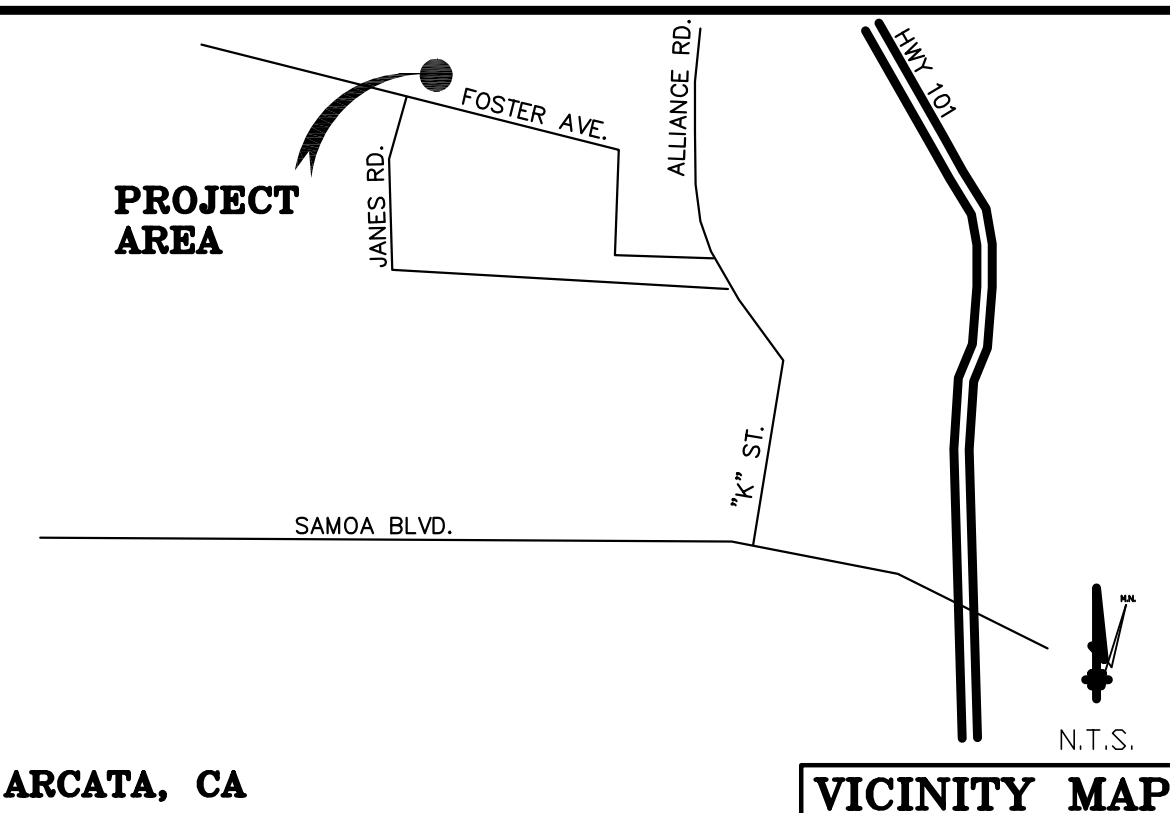 ALLIANCE RD.
HWY 101
FOSTER AVE.
JANES RD.
PROJECT
AREA
"K" ST.
SAMOA BLVD.
M.N.
N.T.S.
ARCATA, CA
VICINITY MAP